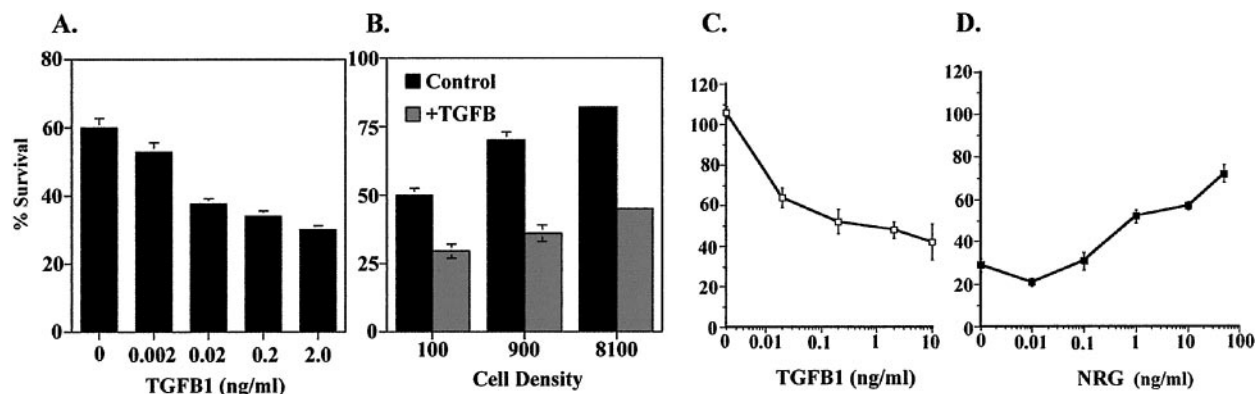 A.
% Survival
80
60
40
20
0
0 0.002 0.02 0.2 2.0
TGFB1 (ng/ml)
B.
Control
+TGFB
100
75
50
25
0
100 900 8100
Cell Density
C.
120
100
80
60
40
20
0
0 0.01 0.1 1 10
TGFB1 (ng/ml)
D.
120
100
80
60
40
20
0
0 0.01 0.1 1 10 100
NRG (ng/ml)